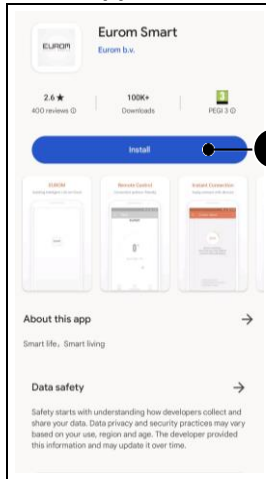 EUROM
Eurom Smart
Eurom b.v.
2.6★
400 reviews
100K+
Downloads
3
PEGI 3
Install
EUROM
Remote Control
Instant Connection
About this app
Smart life, Smart living
Data safety
Safety starts with understanding how developers collect and
share your data. Data privacy and security practices may vary
based on your use, region and age. The developer provided
this information and may update it over time.